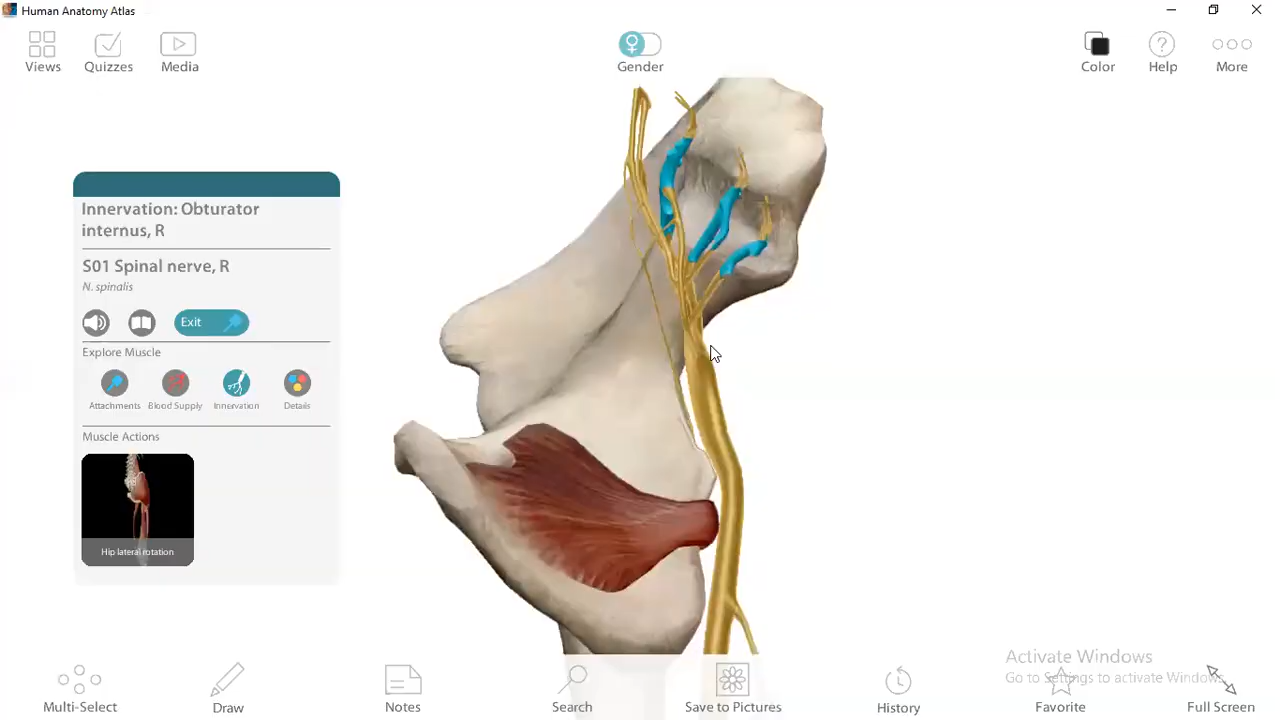 Human Anatomy Atlas
Views
Quizzes
Media
Gender
Color
Help
More
Innervation: Obturator
internus, R
S01 Spinal nerve, R
N. spinalis
Exit
Explore Muscle
Attachments
Blood Supply
Innervation
Details
Muscle Actions
Hip lateral rotation
Activate Windows
Go to Settings to activate Windows.
Multi-Select
Draw
Notes
Search
Save to Pictures
History
Favorite
Full Screen